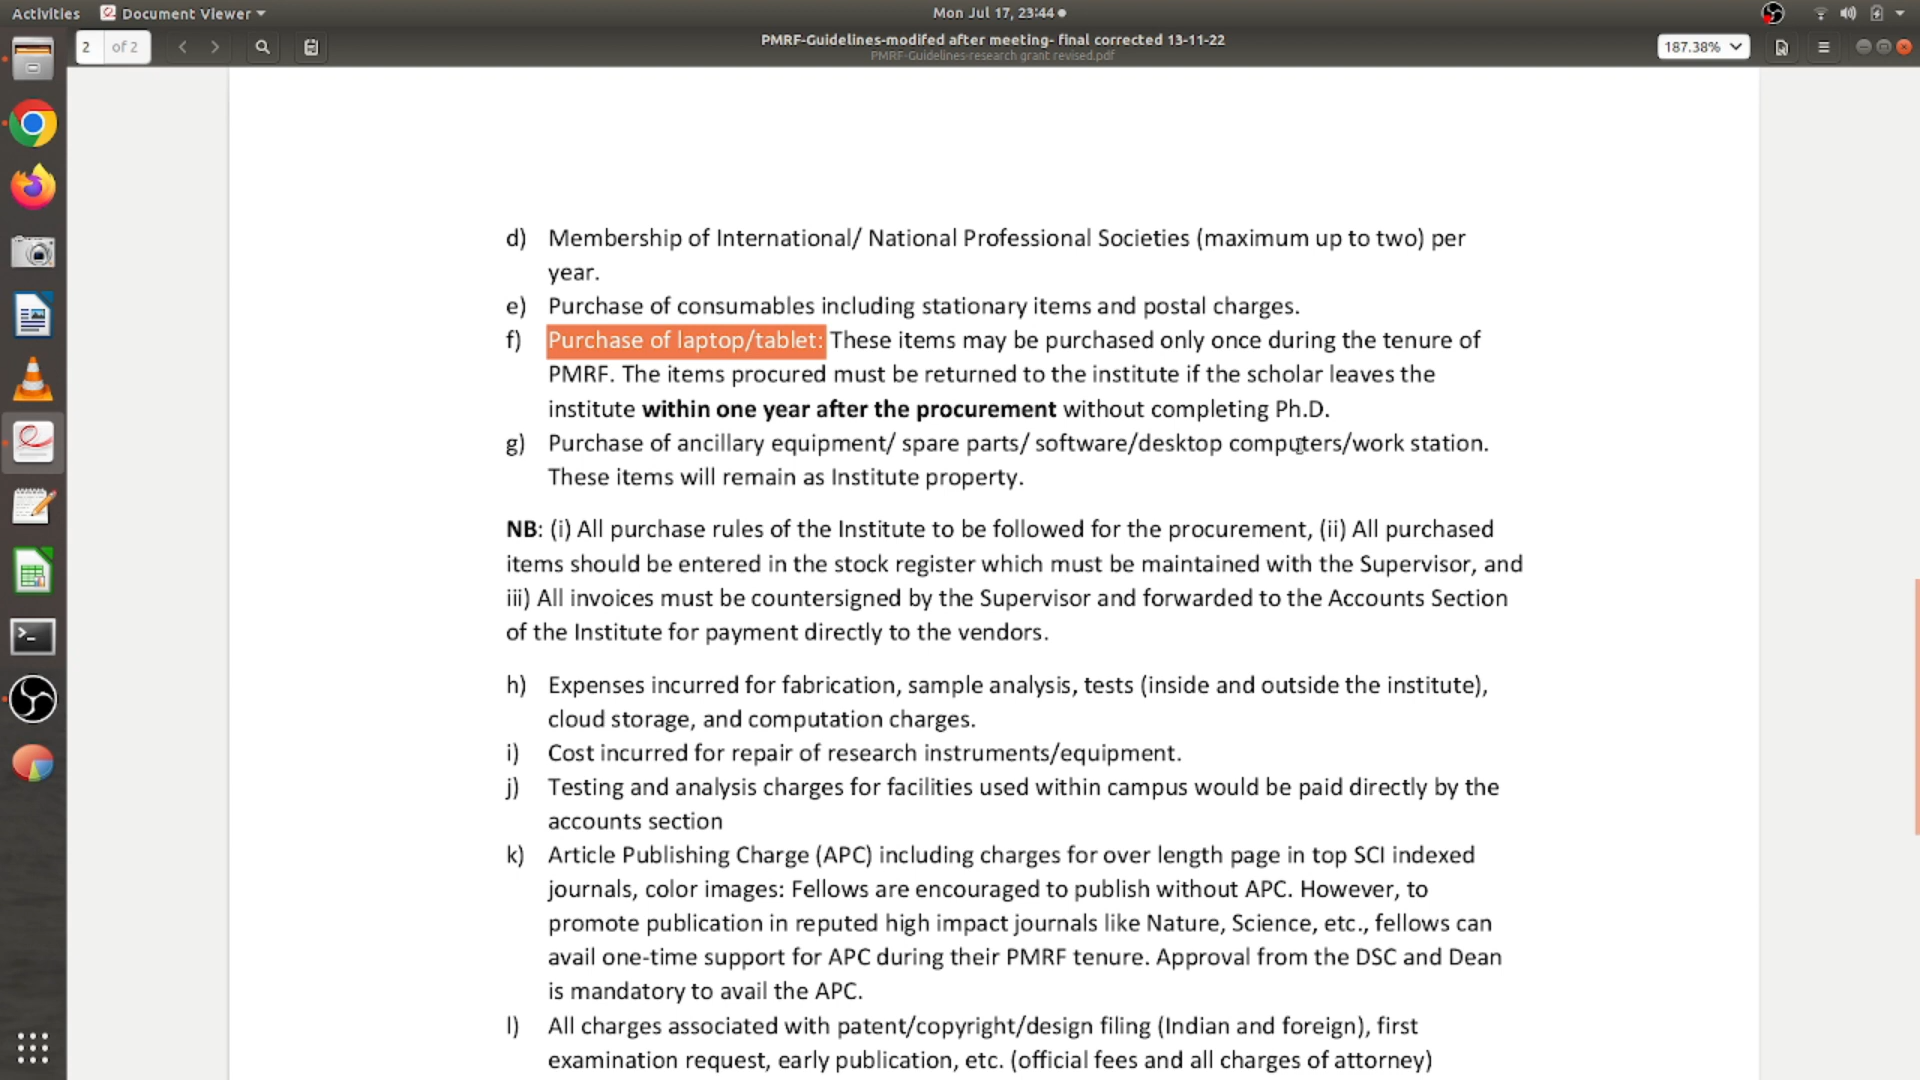 Activities
Document Viewer
Mon Jul 17, 23:44
2 of 2
PMRF-Guidelines-modifed after meeting- final corrected 13-11-22
PMRF-Guidelines-research grant revised.pdf
187.38%
d) Membership of International/ National Professional Societies (maximum up to two) per
year.
e) Purchase of consumables including stationary items and postal charges.
f) Purchase of laptop/tablet: These items may be purchased only once during the tenure of
PMRF. The items procured must be returned to the institute if the scholar leaves the
institute within one year after the procurement without completing Ph.D.
g) Purchase of ancillary equipment/ spare parts/ software/desktop computers/work station.
These items will remain as Institute property.
NB: (i) All purchase rules of the Institute to be followed for the procurement, (ii) All purchased
items should be entered in the stock register which must be maintained with the Supervisor, and
iii) All invoices must be countersigned by the Supervisor and forwarded to the Accounts Section
of the Institute for payment directly to the vendors.
h) Expenses incurred for fabrication, sample analysis, tests (inside and outside the institute),
cloud storage, and computation charges.
i) Cost incurred for repair of research instruments/equipment.
j) Testing and analysis charges for facilities used within campus would be paid directly by the
accounts section
k) Article Publishing Charge (APC) including charges for over length page in top SCI indexed
journals, color images: Fellows are encouraged to publish without APC. However, to
promote publication in reputed high impact journals like Nature, Science, etc., fellows can
avail one-time support for APC during their PMRF tenure. Approval from the DSC and Dean
is mandatory to avail the APC.
l) All charges associated with patent/copyright/design filing (Indian and foreign), first
examination request, early publication, etc. (official fees and all charges of attorney)